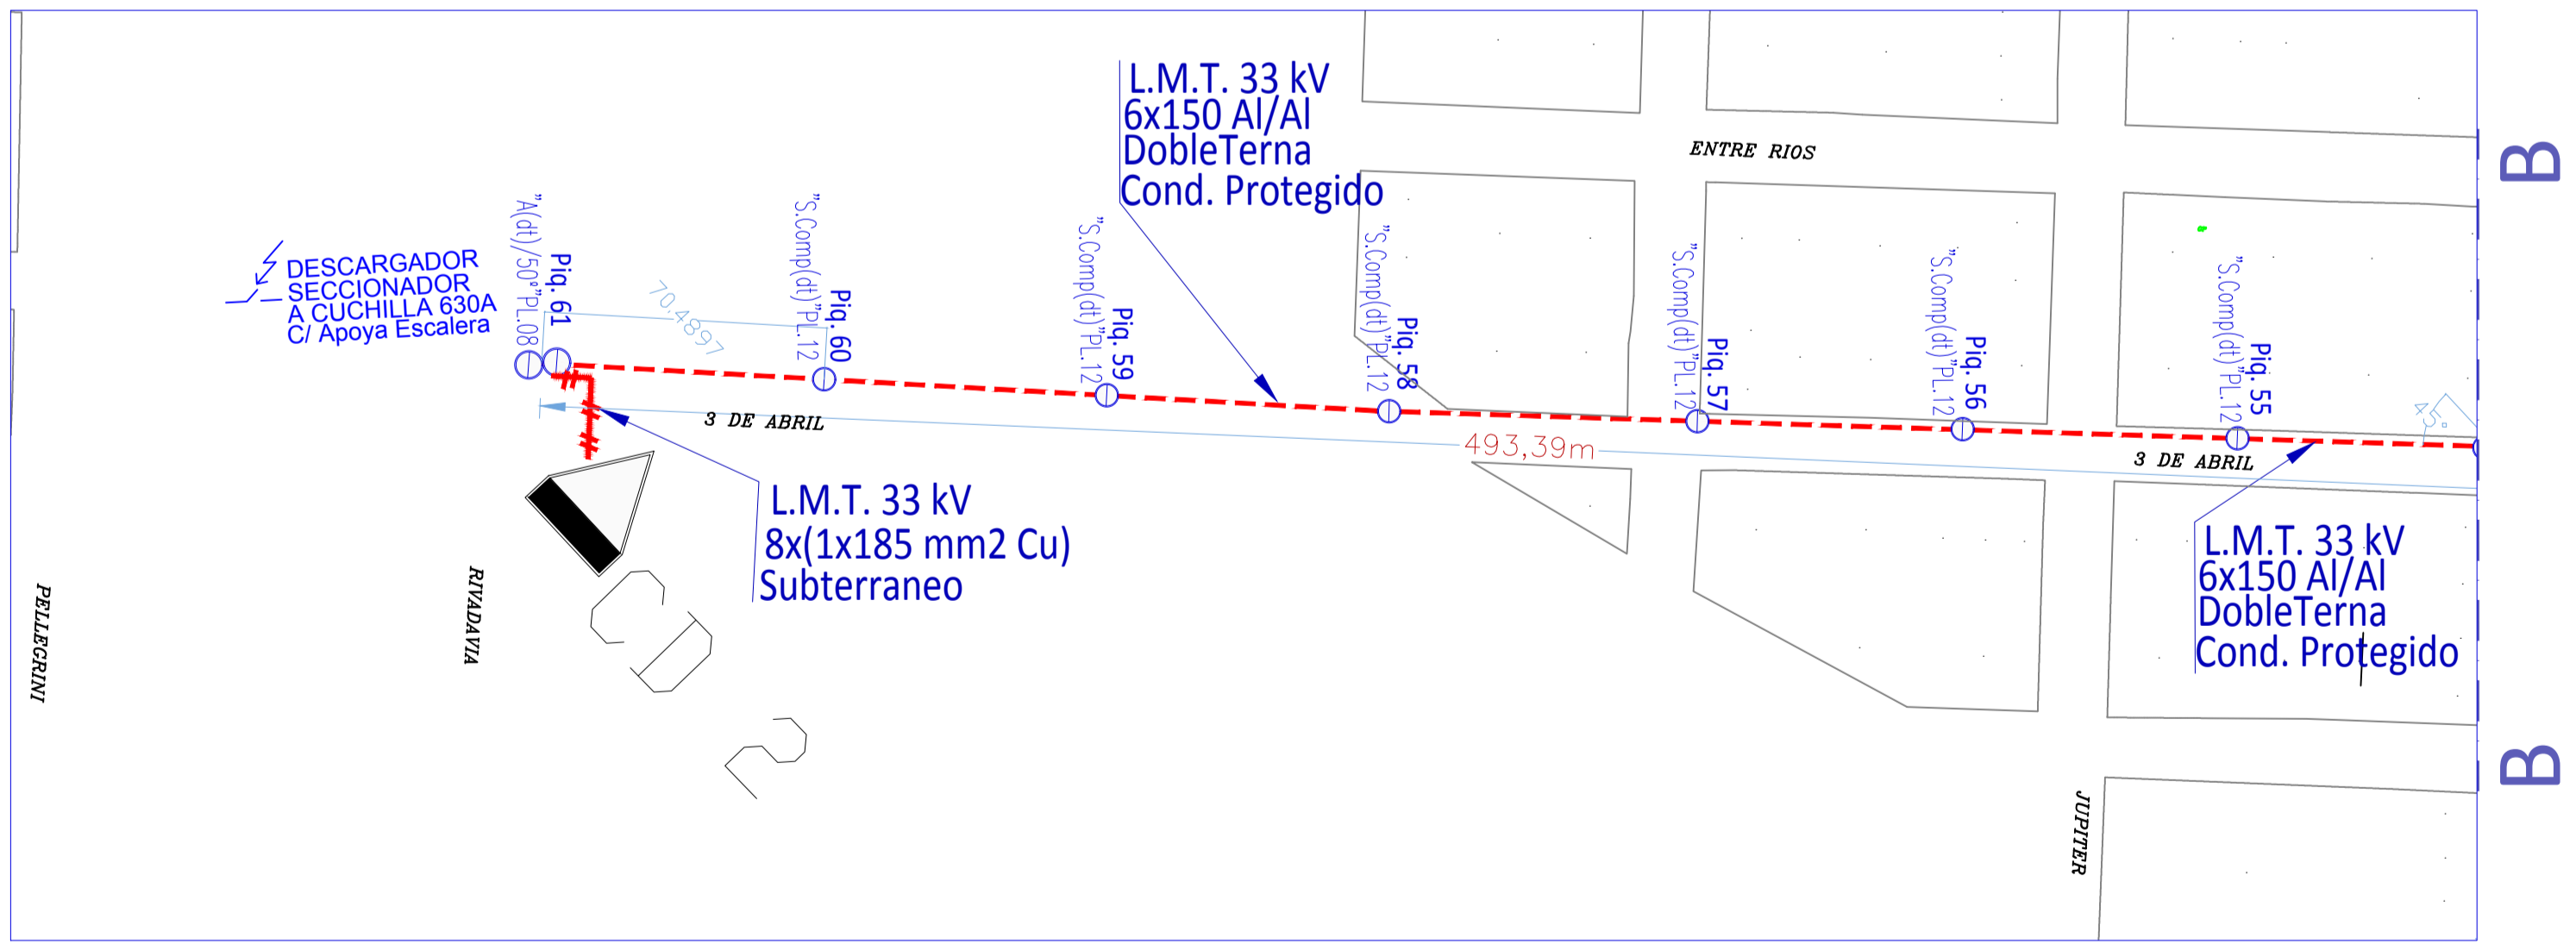 L.M.T. 33 kV
6x150 Al/Al
DobleTerna
Cond. Protegido
ENTRE RIOS
B
DESCARGADOR
SECCIONADOR
A CUCHILLA 630A
C/ Apoya Escalera
"A(dt)/50°"PL.08
Piq. 61
70.4897
"S.Comp(dt)"PL.12
Piq. 60
"S.Comp(dt)"PL.12
Piq. 59
"S.Comp(dt)"PL.12
Piq. 58
"S.Comp(dt)"PL.12
Piq. 57
"S.Comp(dt)"PL.12
Piq. 56
"S.Comp(dt)"PL.12
Piq. 55
45°
3 DE ABRIL
493,39m
3 DE ABRIL
L.M.T. 33 kV
8x(1x185 mm2 Cu)
Subterraneo
L.M.T. 33 kV
6x150 Al/Al
DobleTerna
Cond. Protegido
PELLEGRINI
RIVADAVIA
CD 2
JUPITER
B